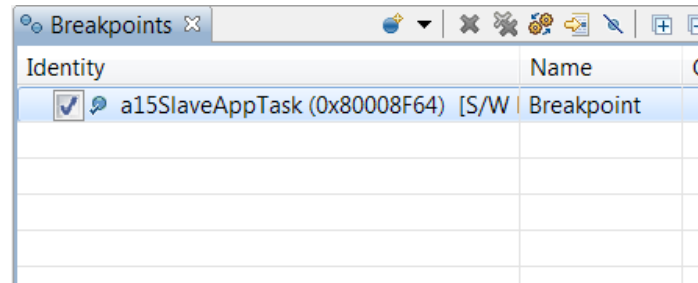 Breakpoints
Identity Name
a15SlaveAppTask (0x80008F64) [S/W Breakpoint